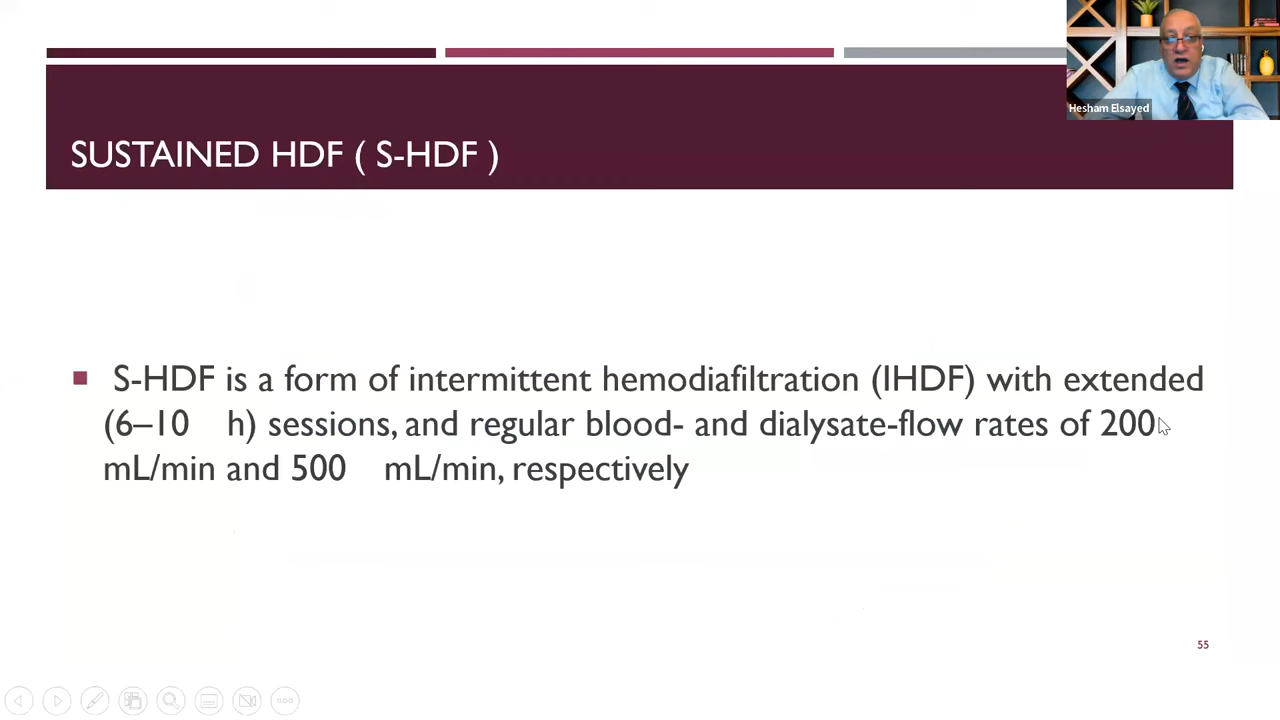 Hesham Elsayed
SUSTAINED HDF ( S-HDF )
S-HDF is a form of intermittent hemodiafiltration (IHDF) with extended
(6–10 h) sessions, and regular blood- and dialysate-flow rates of 200
mL/min and 500 mL/min, respectively
55